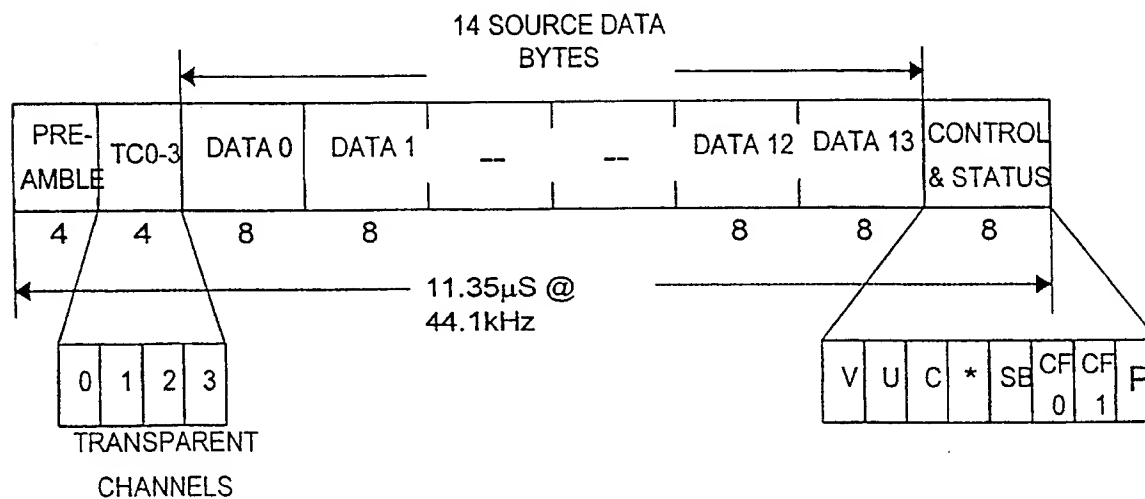 14 SOURCE DATA
BYTES
PRE-
AMBLE
TC0-3
DATA 0
DATA 1
--
--
DATA 12
DATA 13
CONTROL
& STATUS
4
4
8
8
8
8
8
11.35µS @
44.1kHz
0
1
2
3
TRANSPARENT
CHANNELS
V
U
C
*
SB
CF
0
CF
1
P